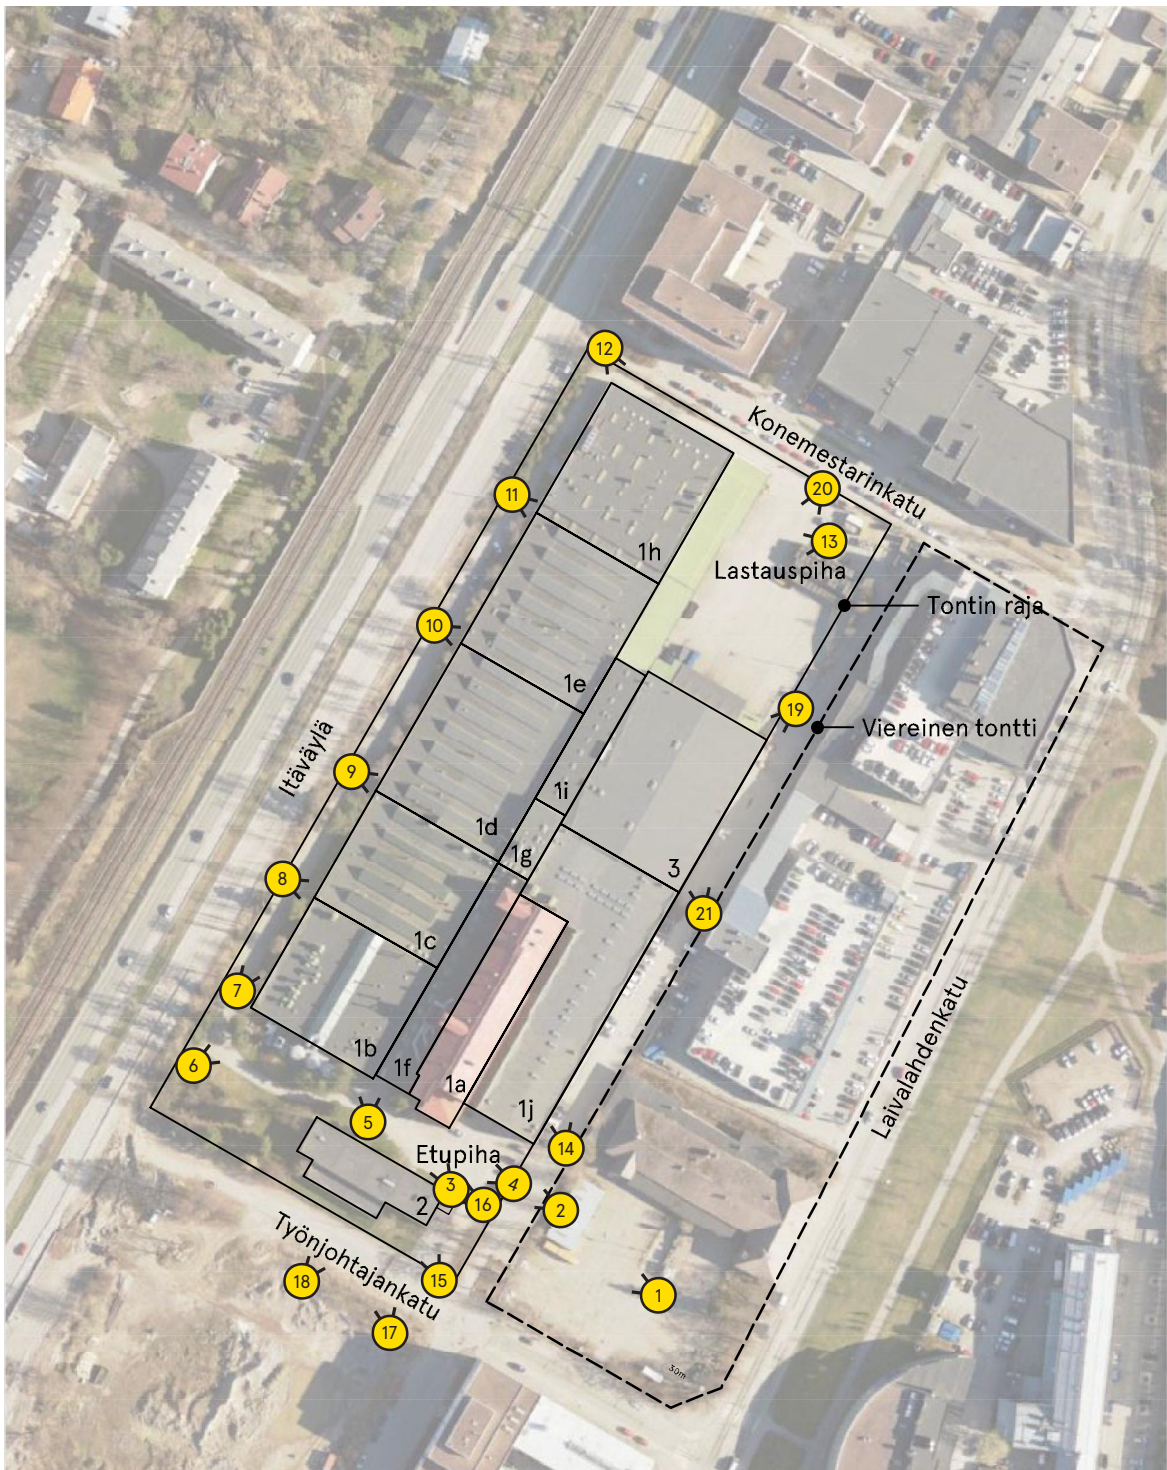 12
Konemestarinkatu
20
11
13
1h
Lastauspiha
Tontin raja
10
1e
19
Viereinen tontti
Itäväylä
9
1i
1d
1g
3
8
21
1c
7
Laivalahdenkatu
1b
6
1f
1a
1j
5
14
Etupiha
3
4
2
16
2
Työnjohtajankatu
18
15
1
17
30m